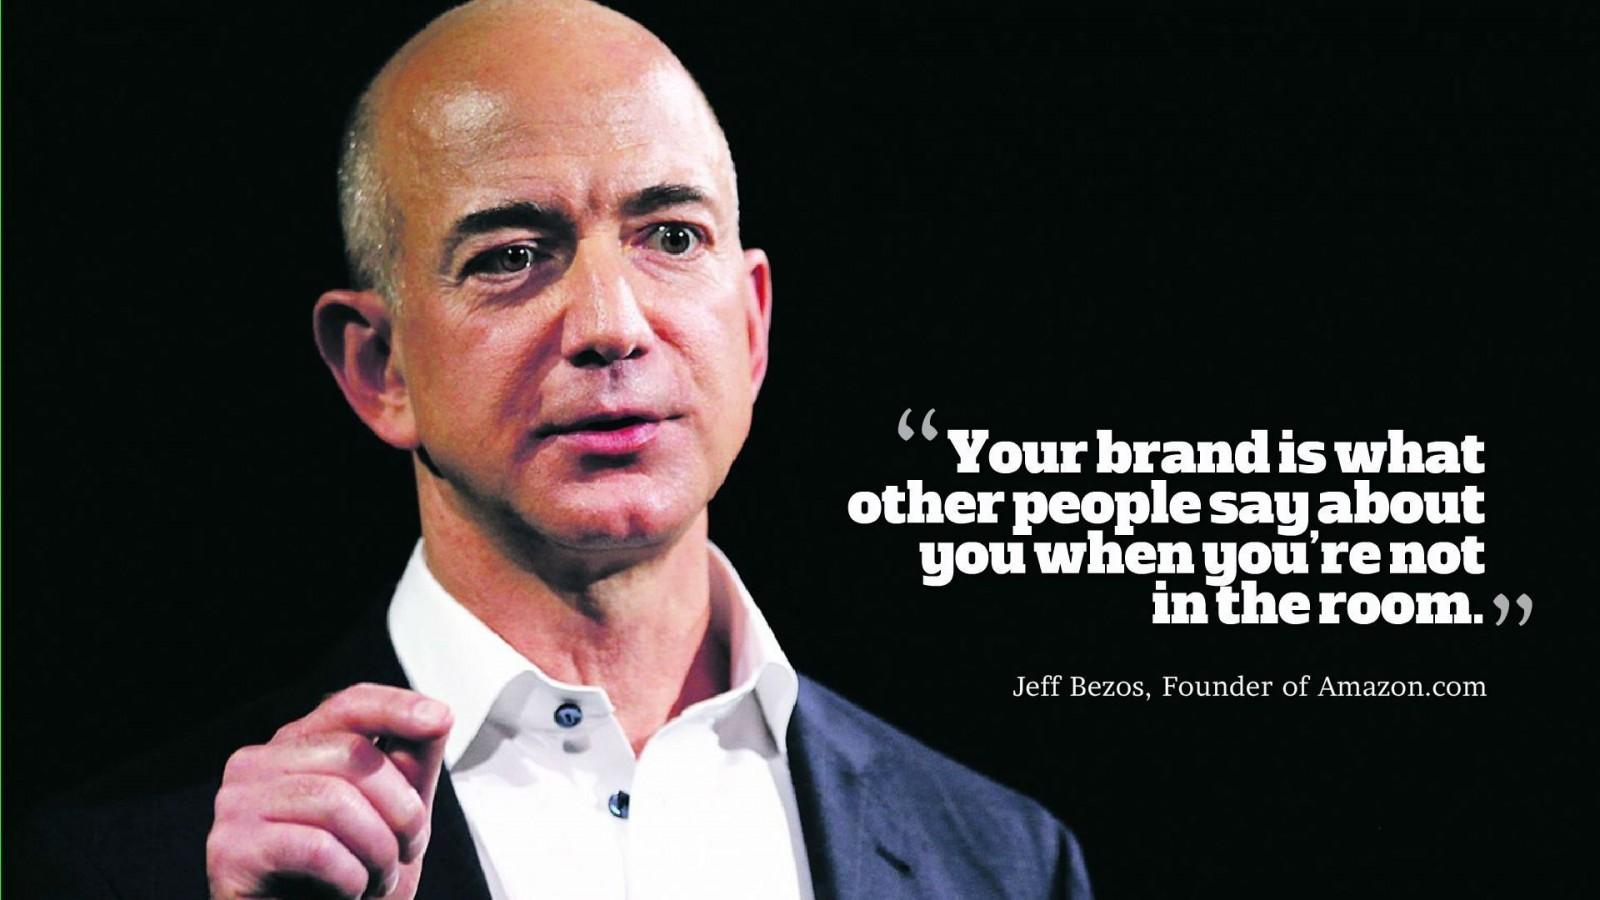 “Your brand is what
other people say about
you when you’re not
in the room.”
Jeff Bezos, Founder of Amazon.com